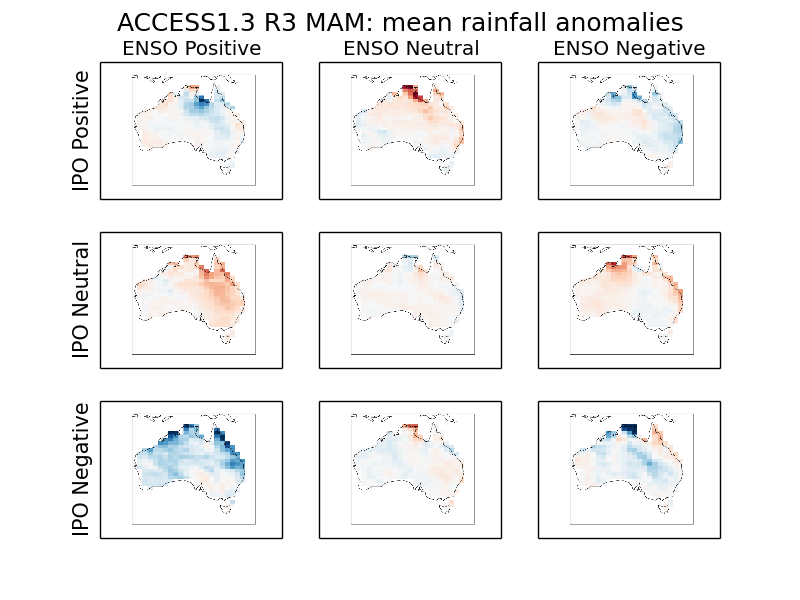 ACCESS1.3 R3 MAM: mean rainfall anomalies
ENSO Positive
ENSO Neutral
ENSO Negative
IPO Positive
IPO Neutral
IPO Negative